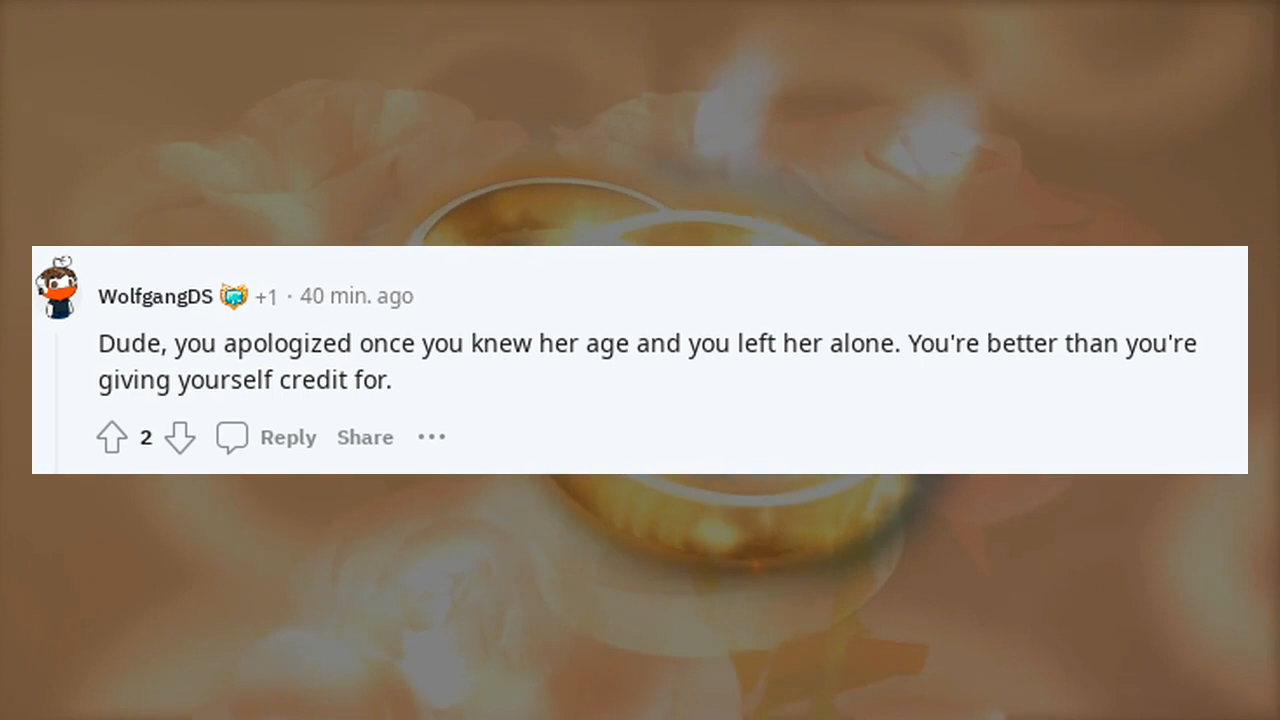 WolfgangDS +1 · 40 min. ago
Dude, you apologized once you knew her age and you left her alone. You're better than you're
giving yourself credit for.
2 Reply Share •••